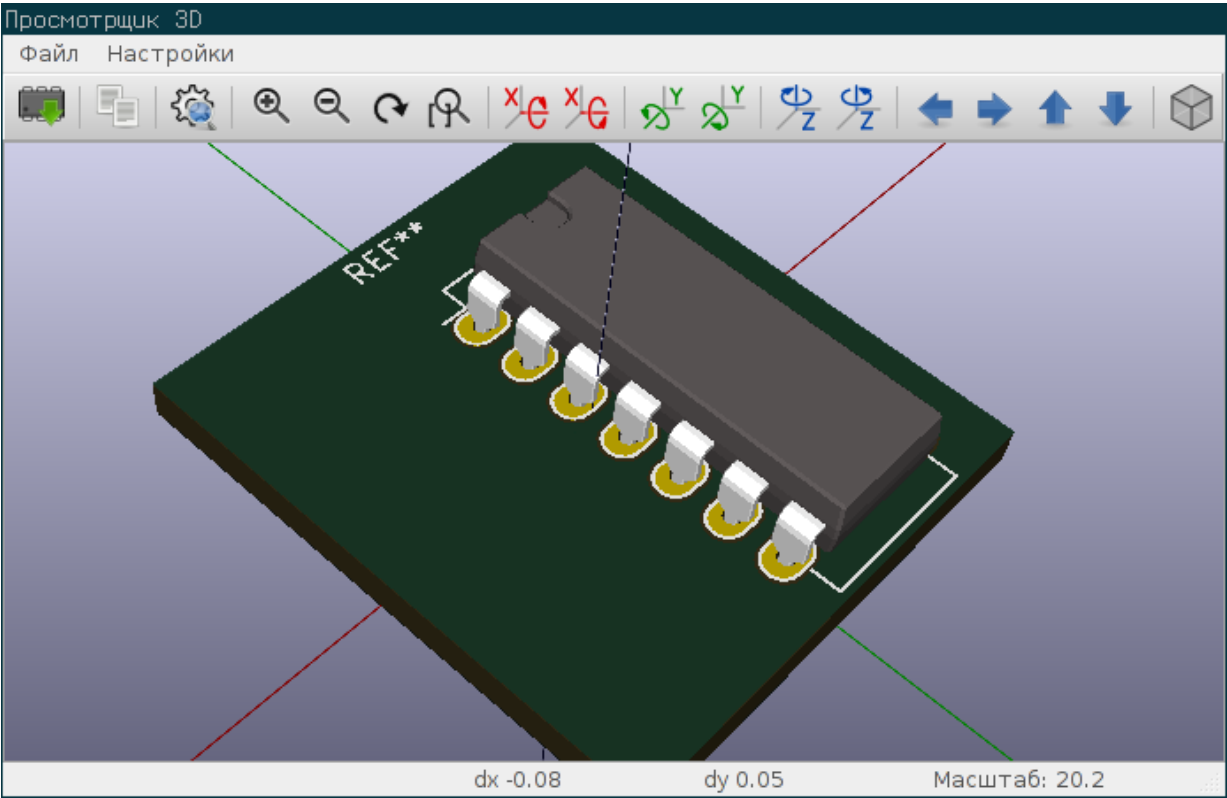 Просмотрщик 3D
Файл Настройки
X X Y Y Z Z
REF**
dx -0.08 dy 0.05 Масштаб: 20.2